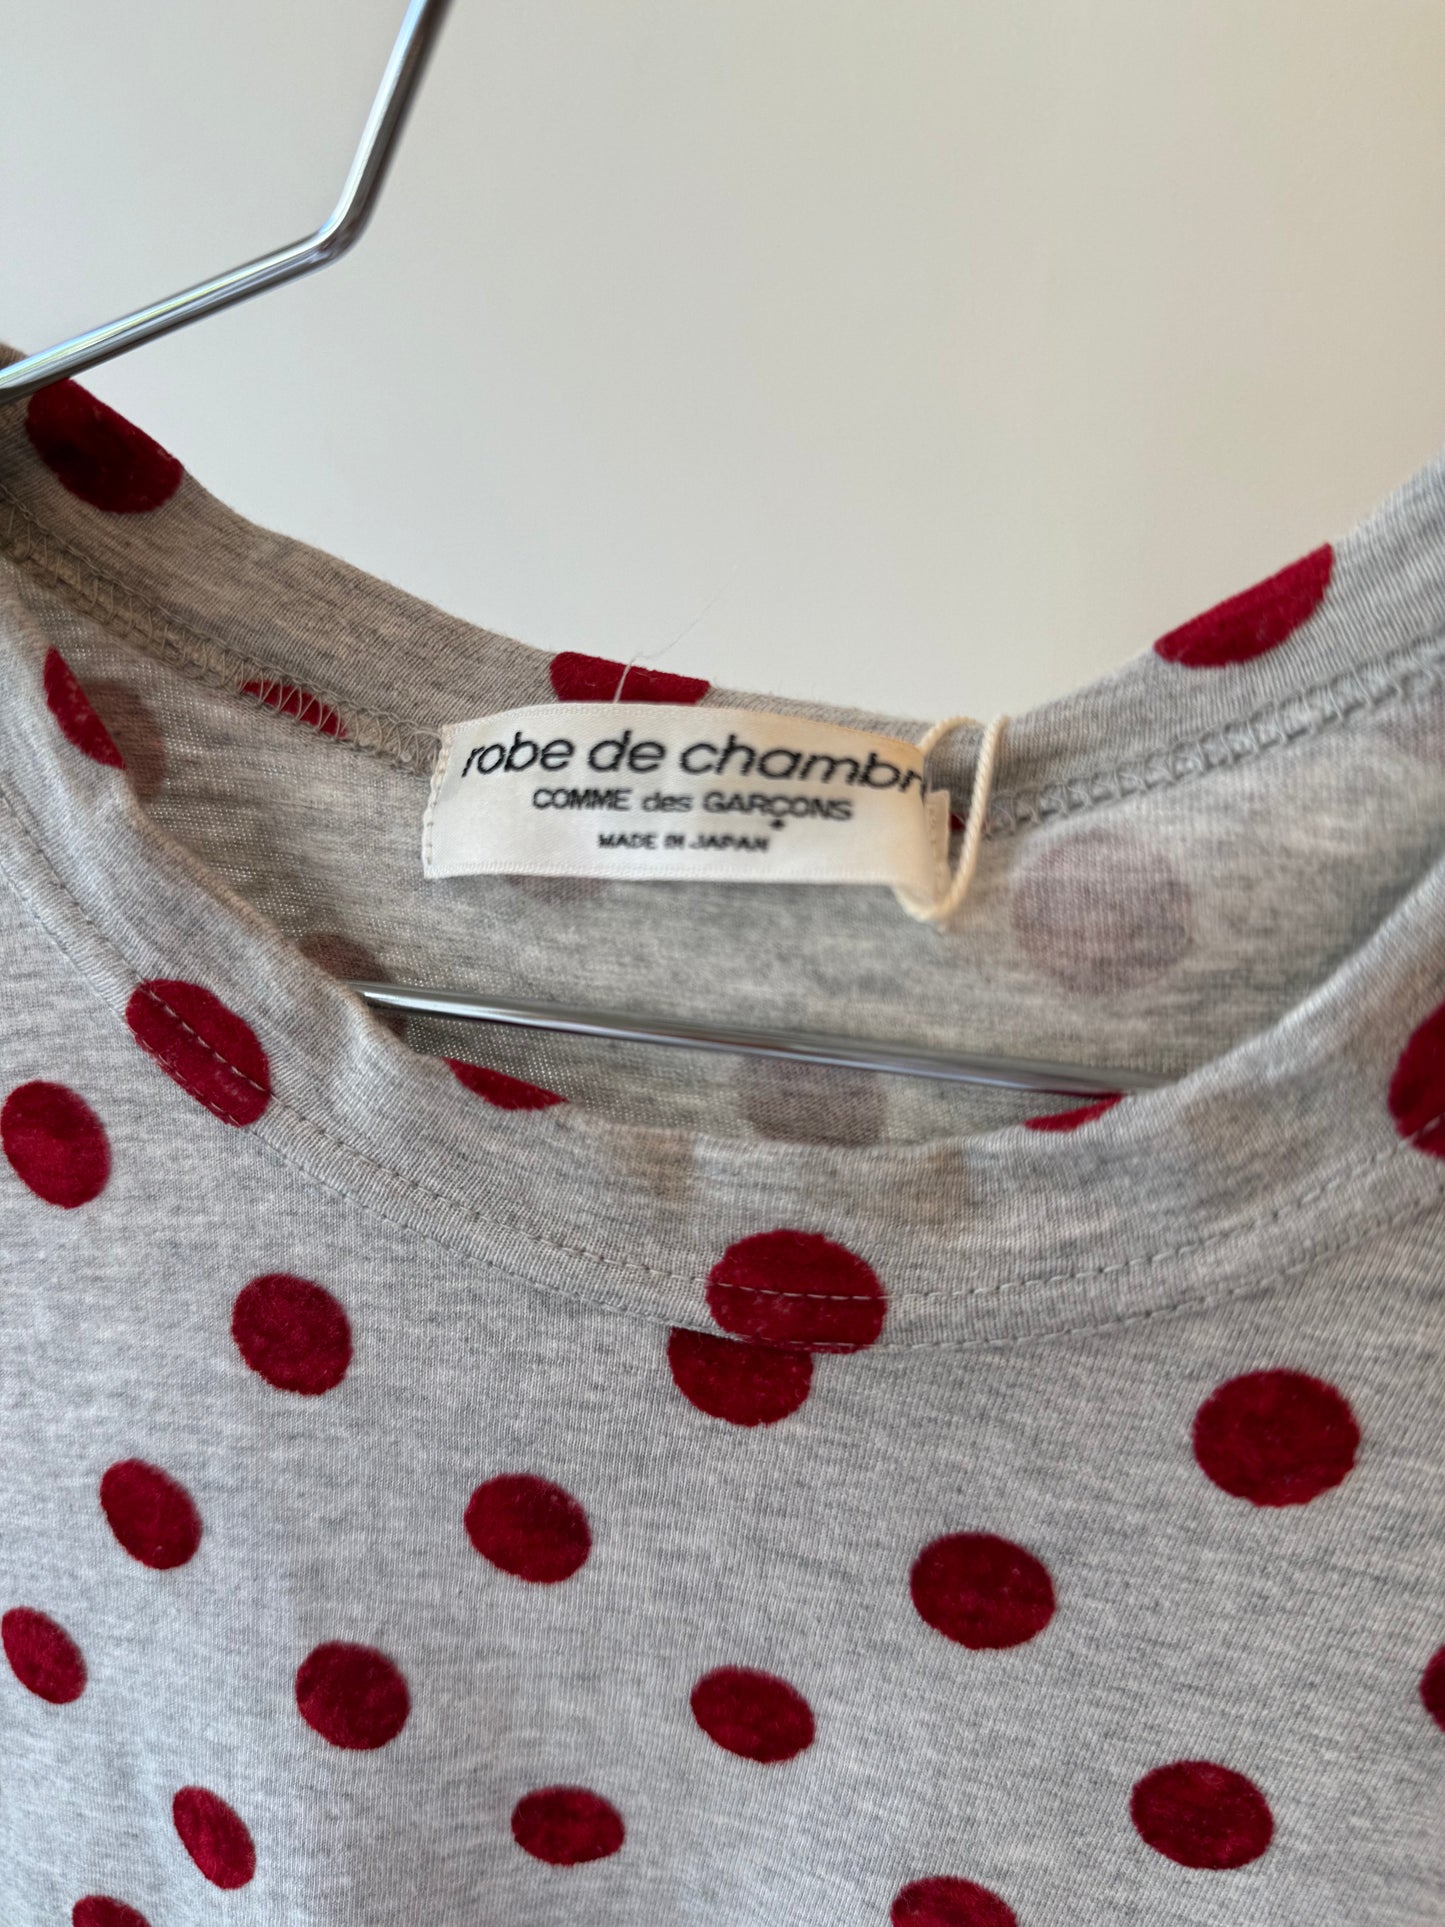 robe de chambr
COMME des GARÇONS
MADE IN JAPAN